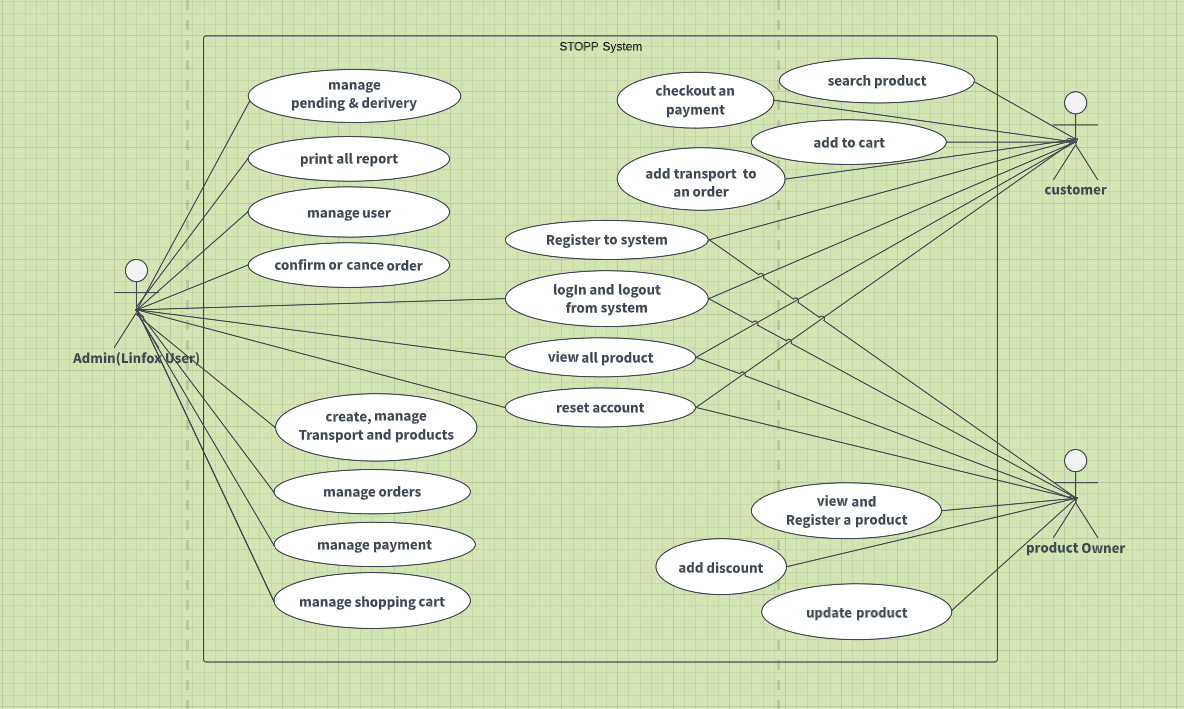 STOPP System
manage
pending & derivery
print all report
manage user
confirm or cance order
checkout an
payment
search product
add to cart
add transport to
an order
customer
Register to system
logIn and logout
from system
view all product
reset account
Admin(Linfox User)
create, manage
Transport and products
manage orders
manage payment
manage shopping cart
view and
Register a product
add discount
update product
product Owner